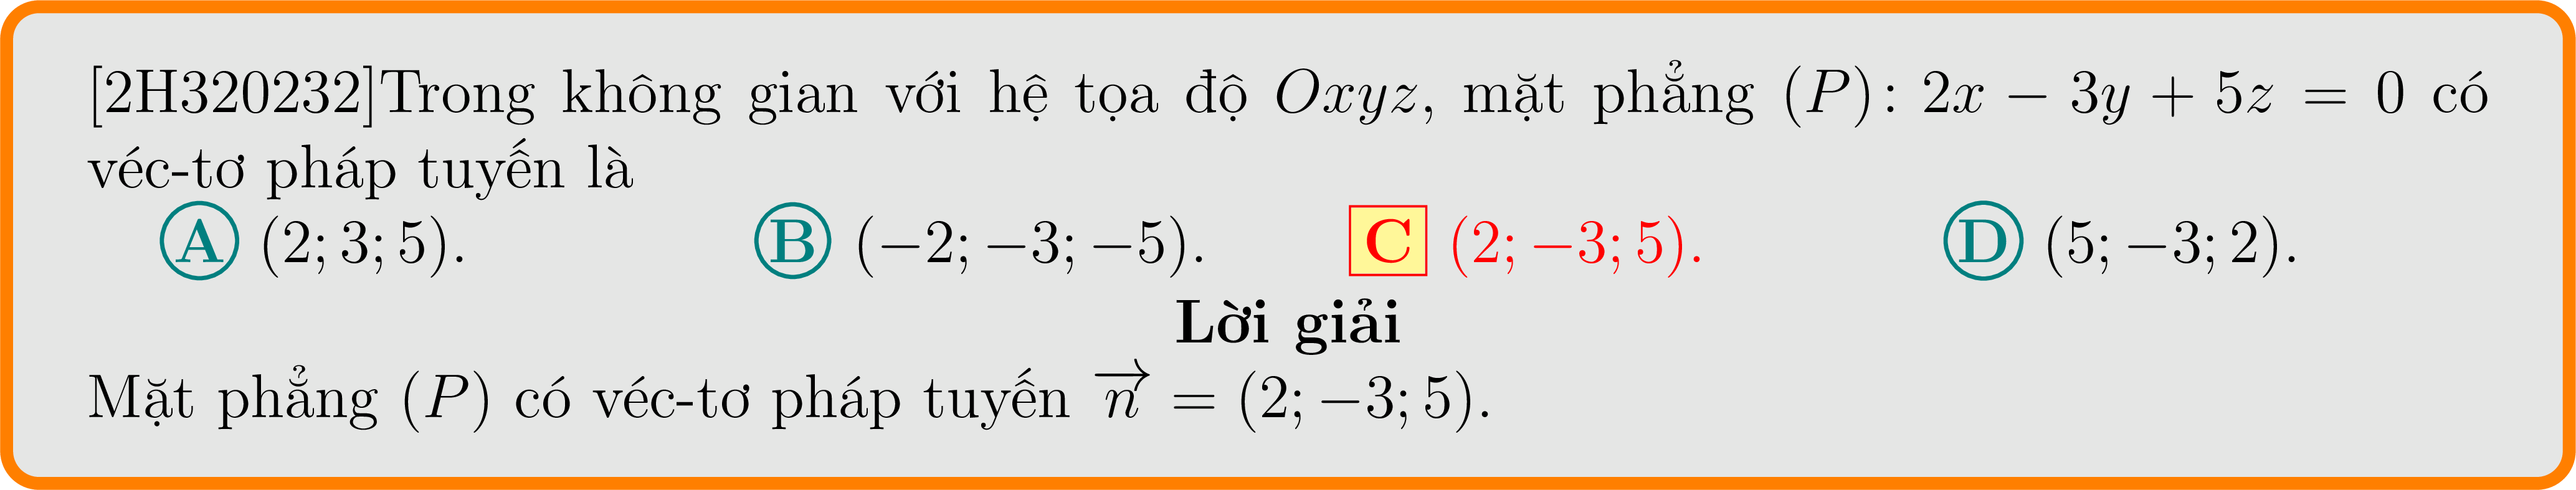 [2H320232]Trong không gian với hệ tọa độ Oxyz, mặt phẳng (P): 2x − 3y + 5z = 0 có
véc-tơ pháp tuyến là
A (2; 3; 5). B (−2; −3; −5). C (2; −3; 5). D (5; −3; 2).
Lời giải
Mặt phẳng (P) có véc-tơ pháp tuyến \overrightarrow{n} = (2; −3; 5).